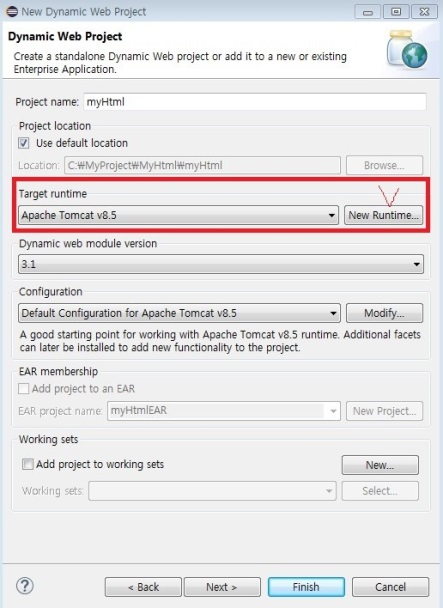 New Dynamic Web Project
Dynamic Web Project
Create a standalone Dynamic Web project or add it to a new or existing
Enterprise Application.
Project name: myHtml
Project location
Use default location
Location: C:₩MyProject₩MyHtml₩myHtml Browse...
Target runtime
Apache Tomcat v8.5 New Runtime...
Dynamic web module version
3.1
Configuration
Default Configuration for Apache Tomcat v8.5 Modify...
A good starting point for working with Apache Tomcat v8.5 runtime. Additional facets
can later be installed to add new functionality to the project.
EAR membership
Add project to an EAR
EAR project name: myHtmlEAR New Project...
Working sets
Add project to working sets New...
Working sets: Select...
? < Back Next > Finish Cancel